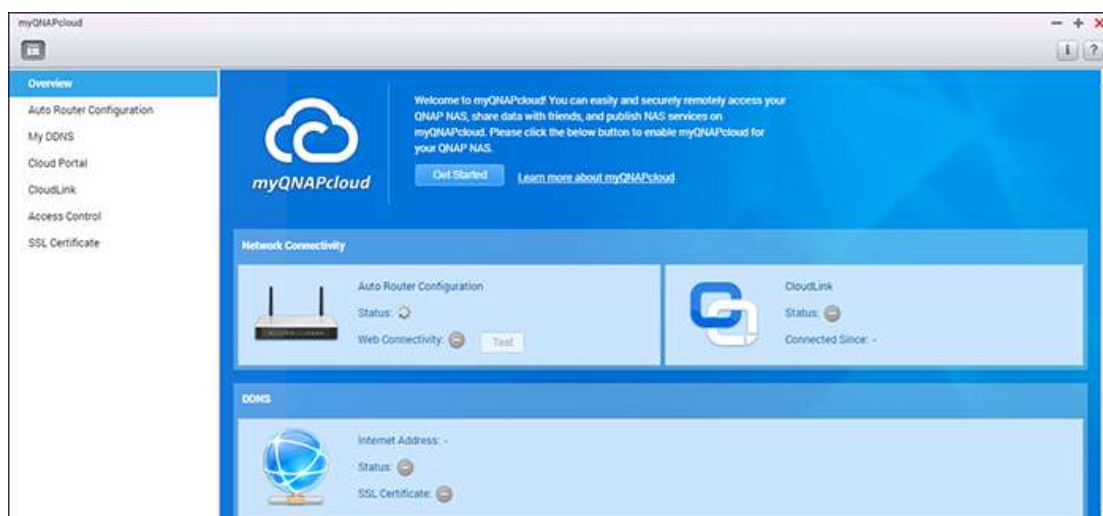 myQNAPcloud
Overview
Auto Router Configuration
My DDNS
Cloud Portal
CloudLink
Access Control
SSL Certificate
myQNAPcloud
Welcome to myQNAPcloud! You can easily and securely remotely access your
QNAP NAS, share data with friends, and publish NAS services on
myQNAPcloud. Please click the below button to enable myQNAPcloud for
your QNAP NAS.
Get Started
Learn more about myQNAPcloud
Network Connectivity
Auto Router Configuration
Status:
Web Connectivity:
Test
CloudLink
Status:
Connected Since: -
DDNS
Internet Address: -
Status:
SSL Certificate: